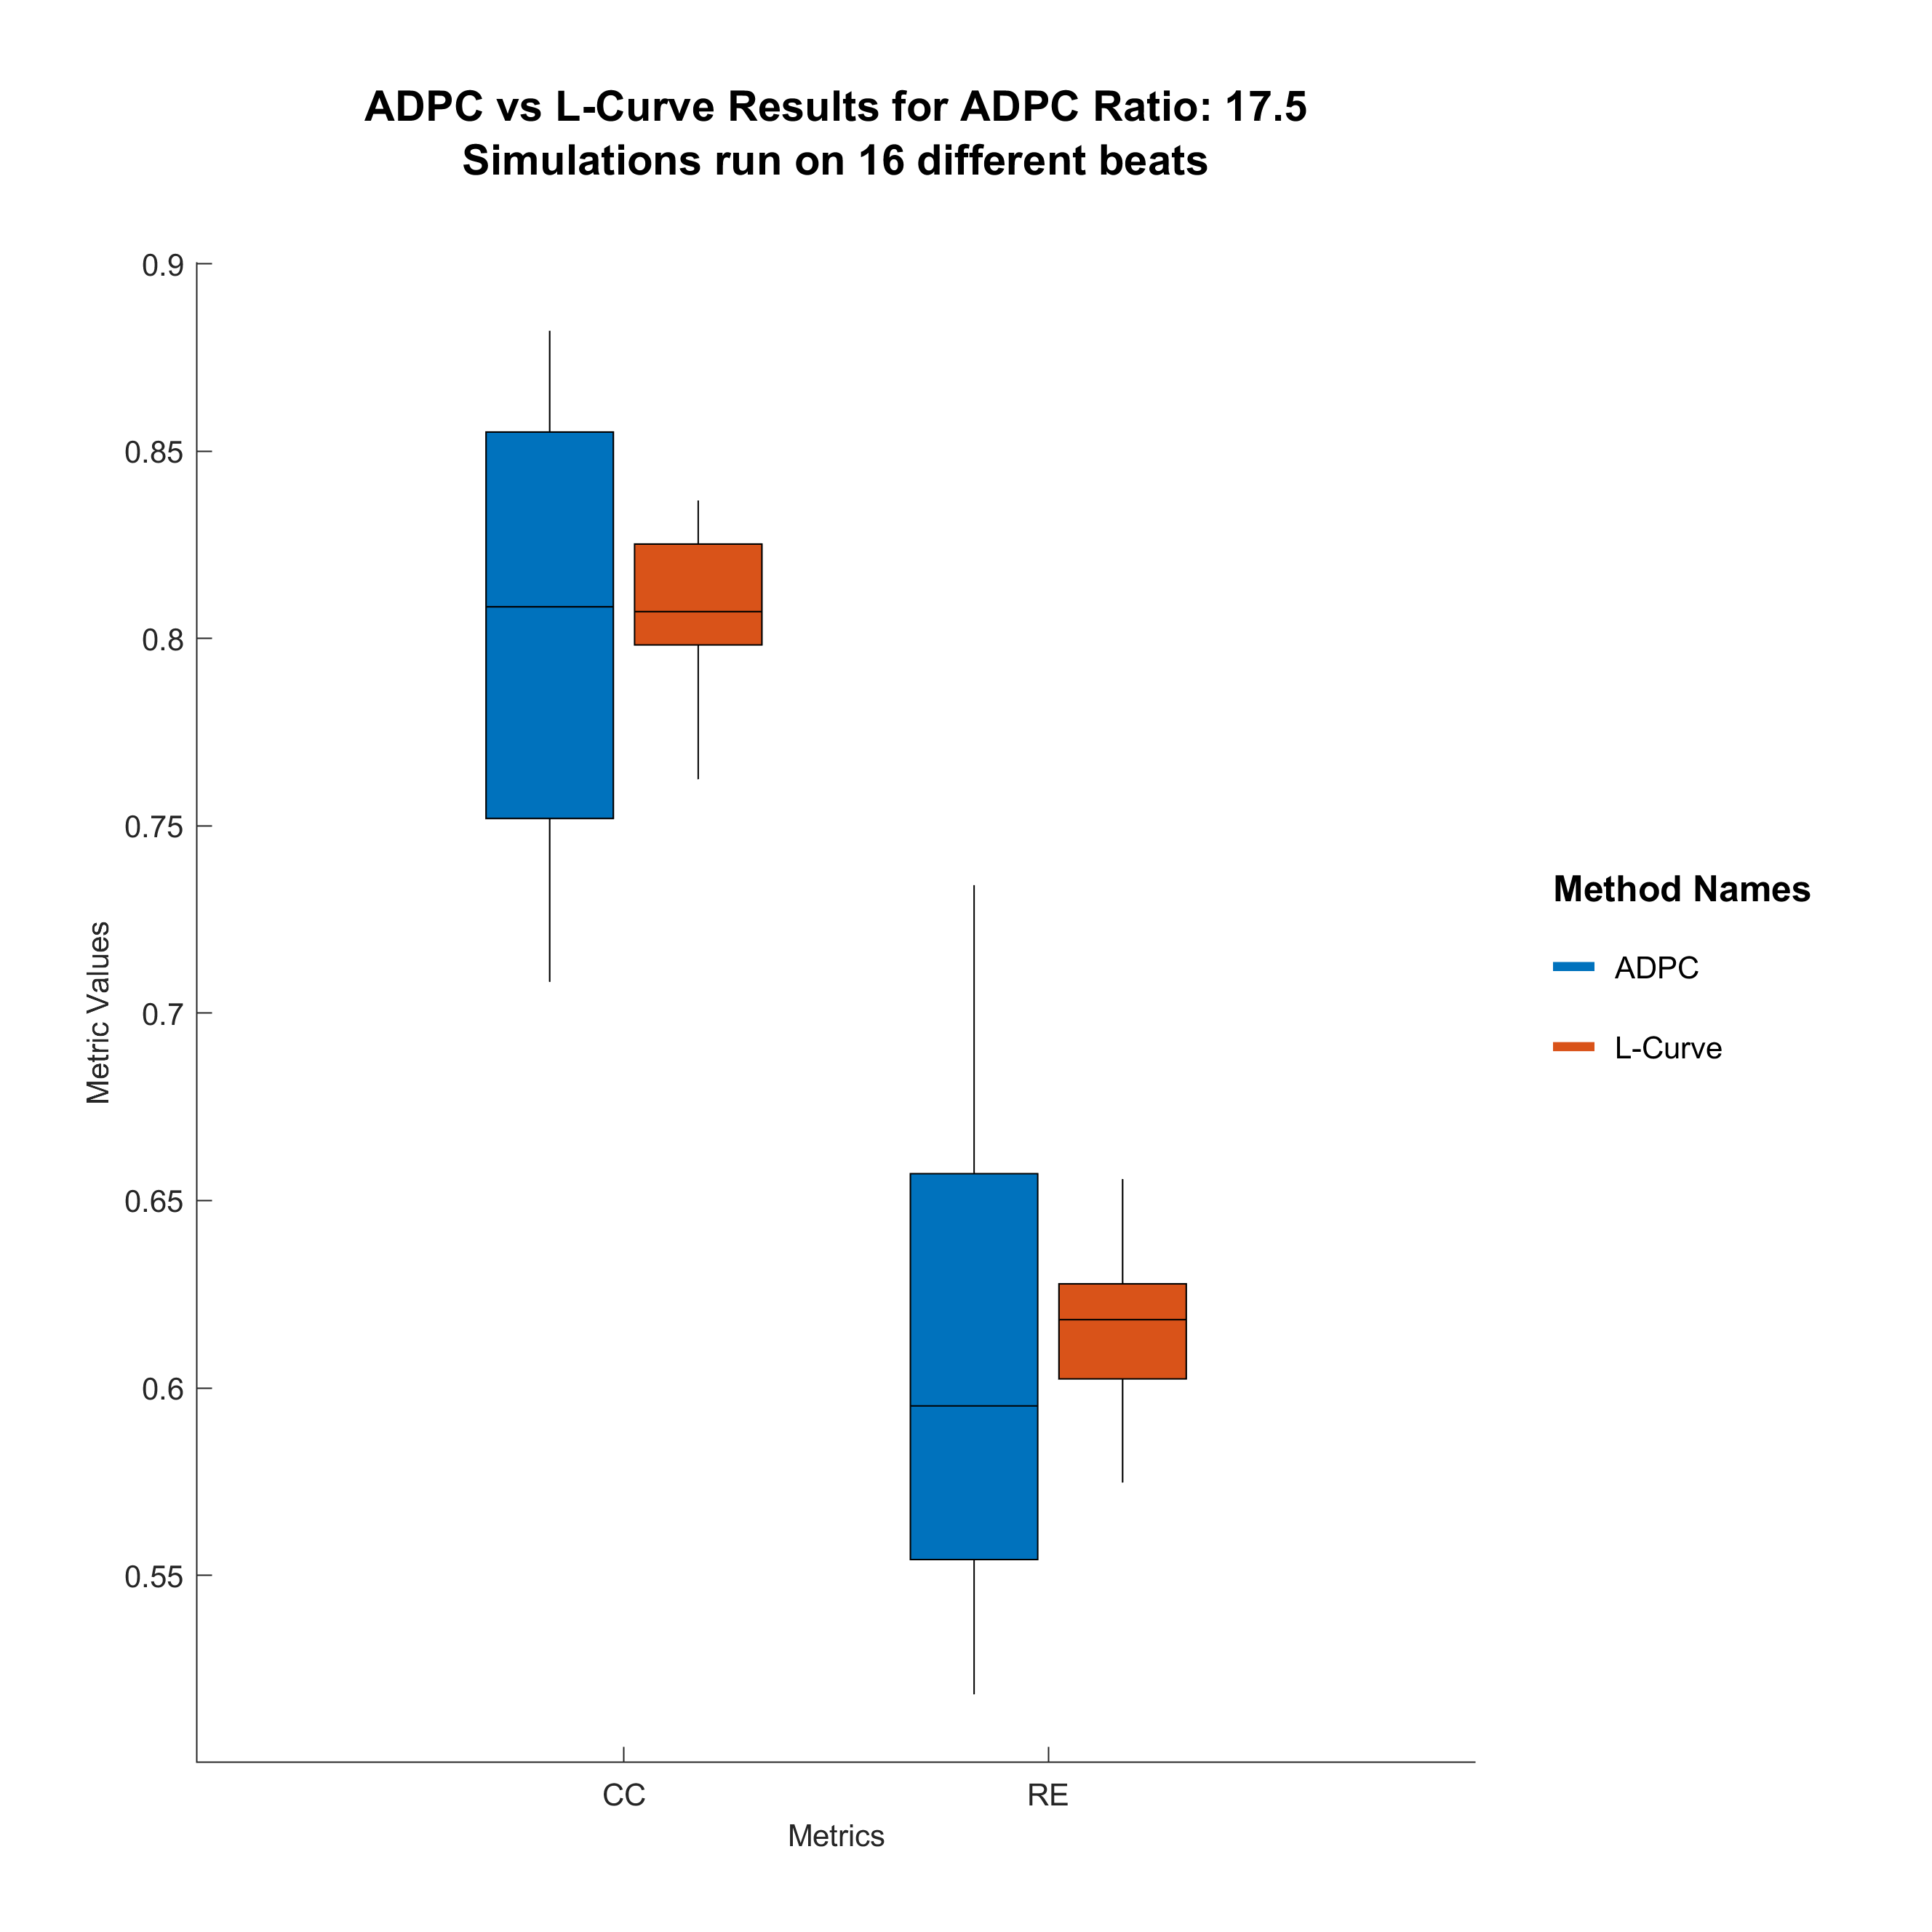 ADPC vs L-Curve Results for ADPC Ratio: 17.5
Simulations run on 16 different beats
0.9
0.85
0.8
0.75
0.7
0.65
0.6
0.55
Metric Values
CC
RE
Metrics
Method Names
ADPC
L-Curve